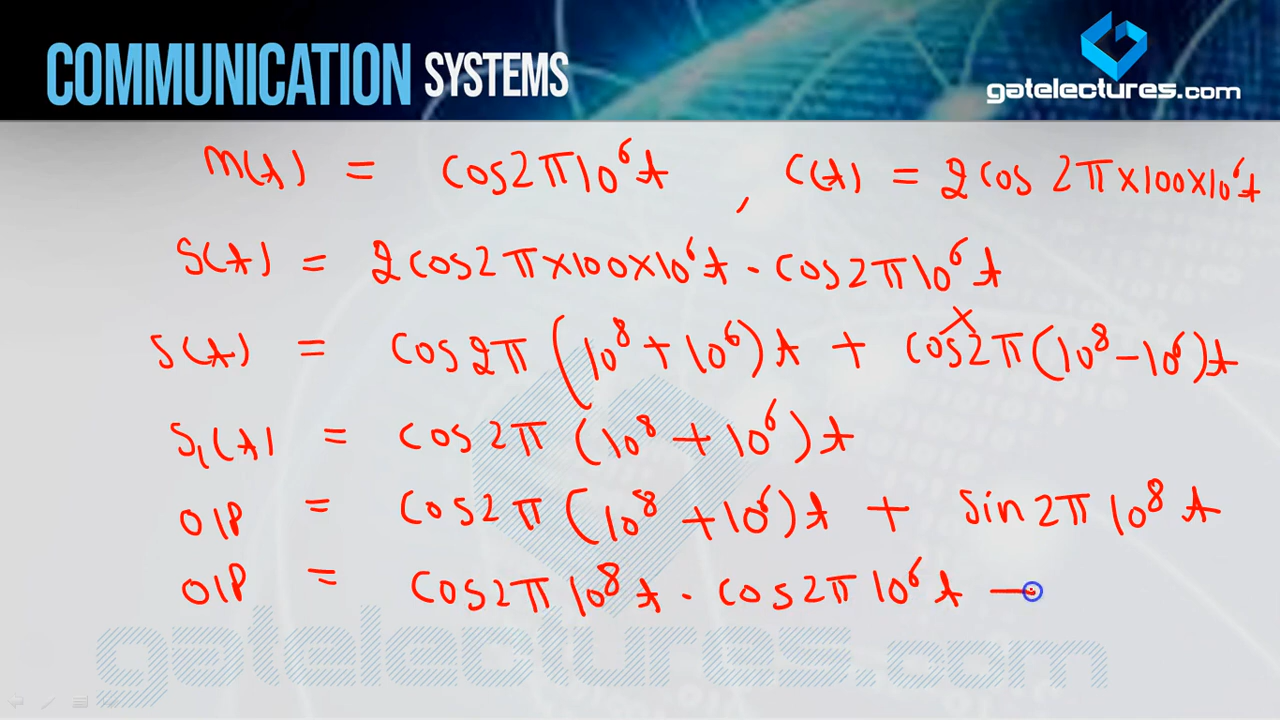 COMMUNICATION SYSTEMS
gatelectures.com
m(t) = cos2π10⁶t , c(t) = 2cos 2π×100×10⁶t
s(t) = 2cos2π×100×10⁶t · cos2π10⁶t
s(t) = cos2π(10⁸+10⁶)t + cos2π(10⁸−10⁶)t
x
s₁(t) = cos2π(10⁸+10⁶)t
O/P = cos2π(10⁸+10⁶)t + sin2π10⁸t
O/P = cos2π10⁸t · cos2π10⁶t −
gatelectures.com